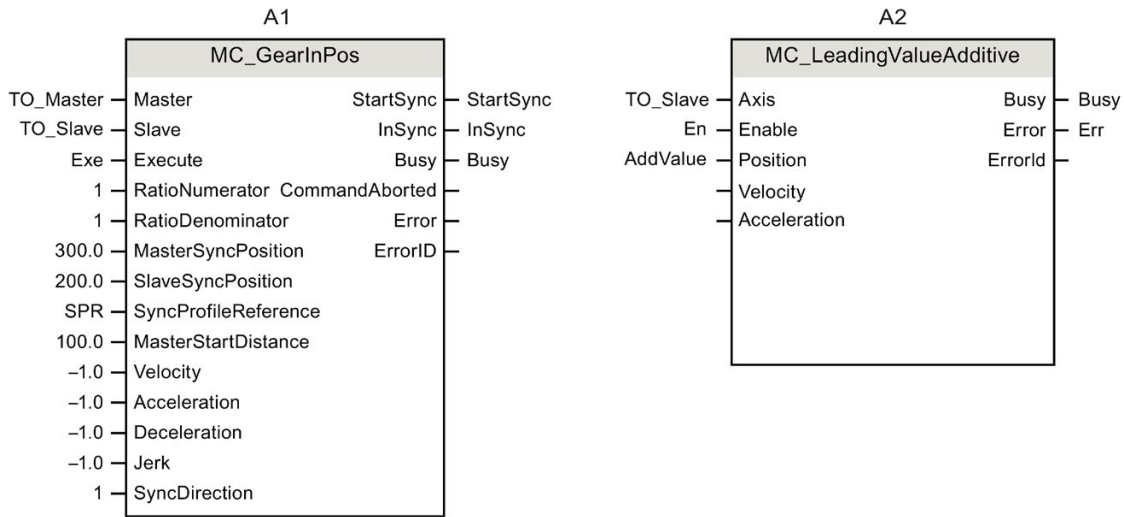 A1
MC_GearInPos
TO_Master Master StartSync StartSync
TO_Slave Slave InSync InSync
Exe Execute Busy Busy
1 RatioNumerator CommandAborted
1 RatioDenominator Error
300.0 MasterSyncPosition ErrorID
200.0 SlaveSyncPosition
SPR SyncProfileReference
100.0 MasterStartDistance
–1.0 Velocity
–1.0 Acceleration
–1.0 Deceleration
–1.0 Jerk
1 SyncDirection
A2
MC_LeadingValueAdditive
TO_Slave Axis Busy Busy
En Enable Error Err
AddValue Position ErrorId
Velocity
Acceleration